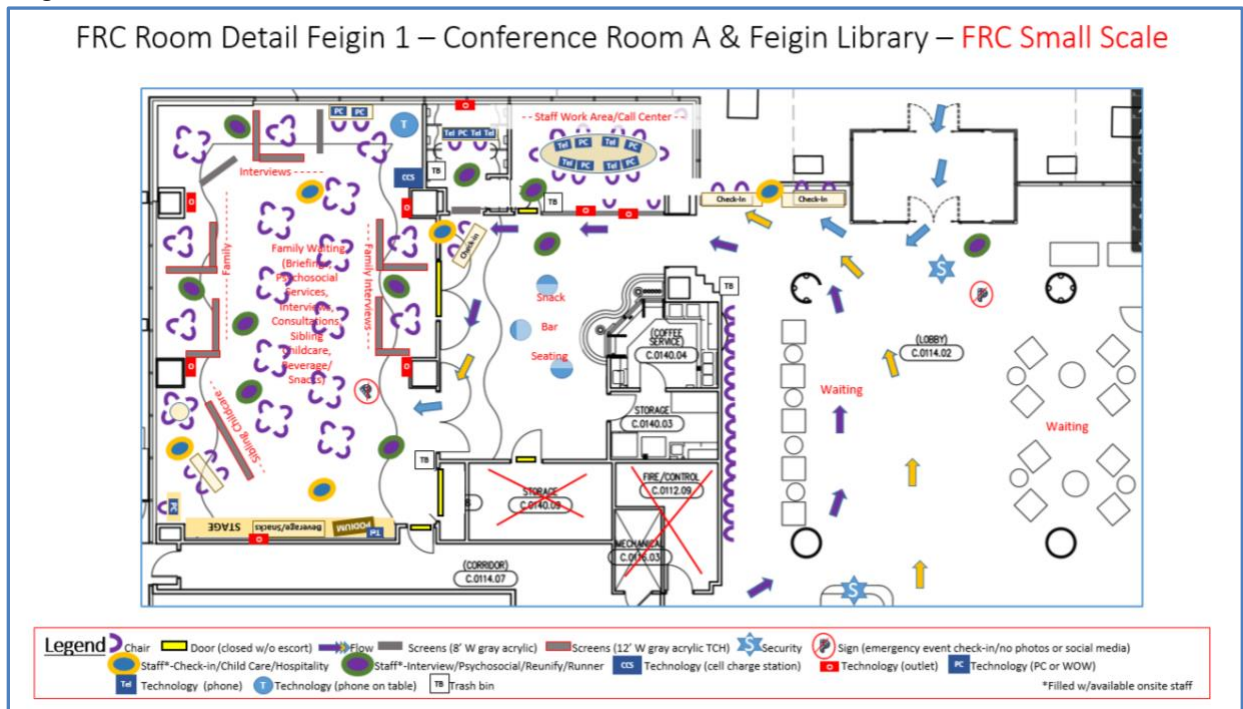 FRC Room Detail Feigin 1 – Conference Room A & Feigin Library – FRC Small Scale
PC PC
T
Tel PC Tel Tel
- - Staff Work Area/Call Center - - - -
Tel PC Tel PC
Tel PC Tel PC
Interviews - - - - -
CCS
TB
TB
Check-In
Check-In
Check-in
Family
Family Waiting
(Briefings,
Psychosocial
Services,
Interviews,
Consultations,
Sibling
Childcare,
Beverage/
Snacks)
Family Interviews
Snack
Bar
Seating
TB
S
(COFFEE
SERVICE)
C.0140.04
(LOBBY)
C.0114.02
Waiting
Waiting
STORAGE
C.0140.03
Sibling Childcare
TB
STORAGE
C.0140.09
FIRE/CONTROL
C.0112.09
PC
STAGE
Beverage/Snacks
PODIUM
Tel
(CORRIDOR)
C.0114.07
MECHANICAL
S
Legend Chair Door (closed w/o escort) Flow Screens (8' W gray acrylic) Screens (12' W gray acrylic TCH) S Security Sign (emergency event check-in/no photos or social media)
Staff*-Check-in/Child Care/Hospitality Staff*-Interview/Psychosocial/Reunify/Runner CCS Technology (cell charge station) O Technology (outlet) PC Technology (PC or WOW)
Tel Technology (phone) T Technology (phone on table) TB Trash bin *Filled w/available onsite staff